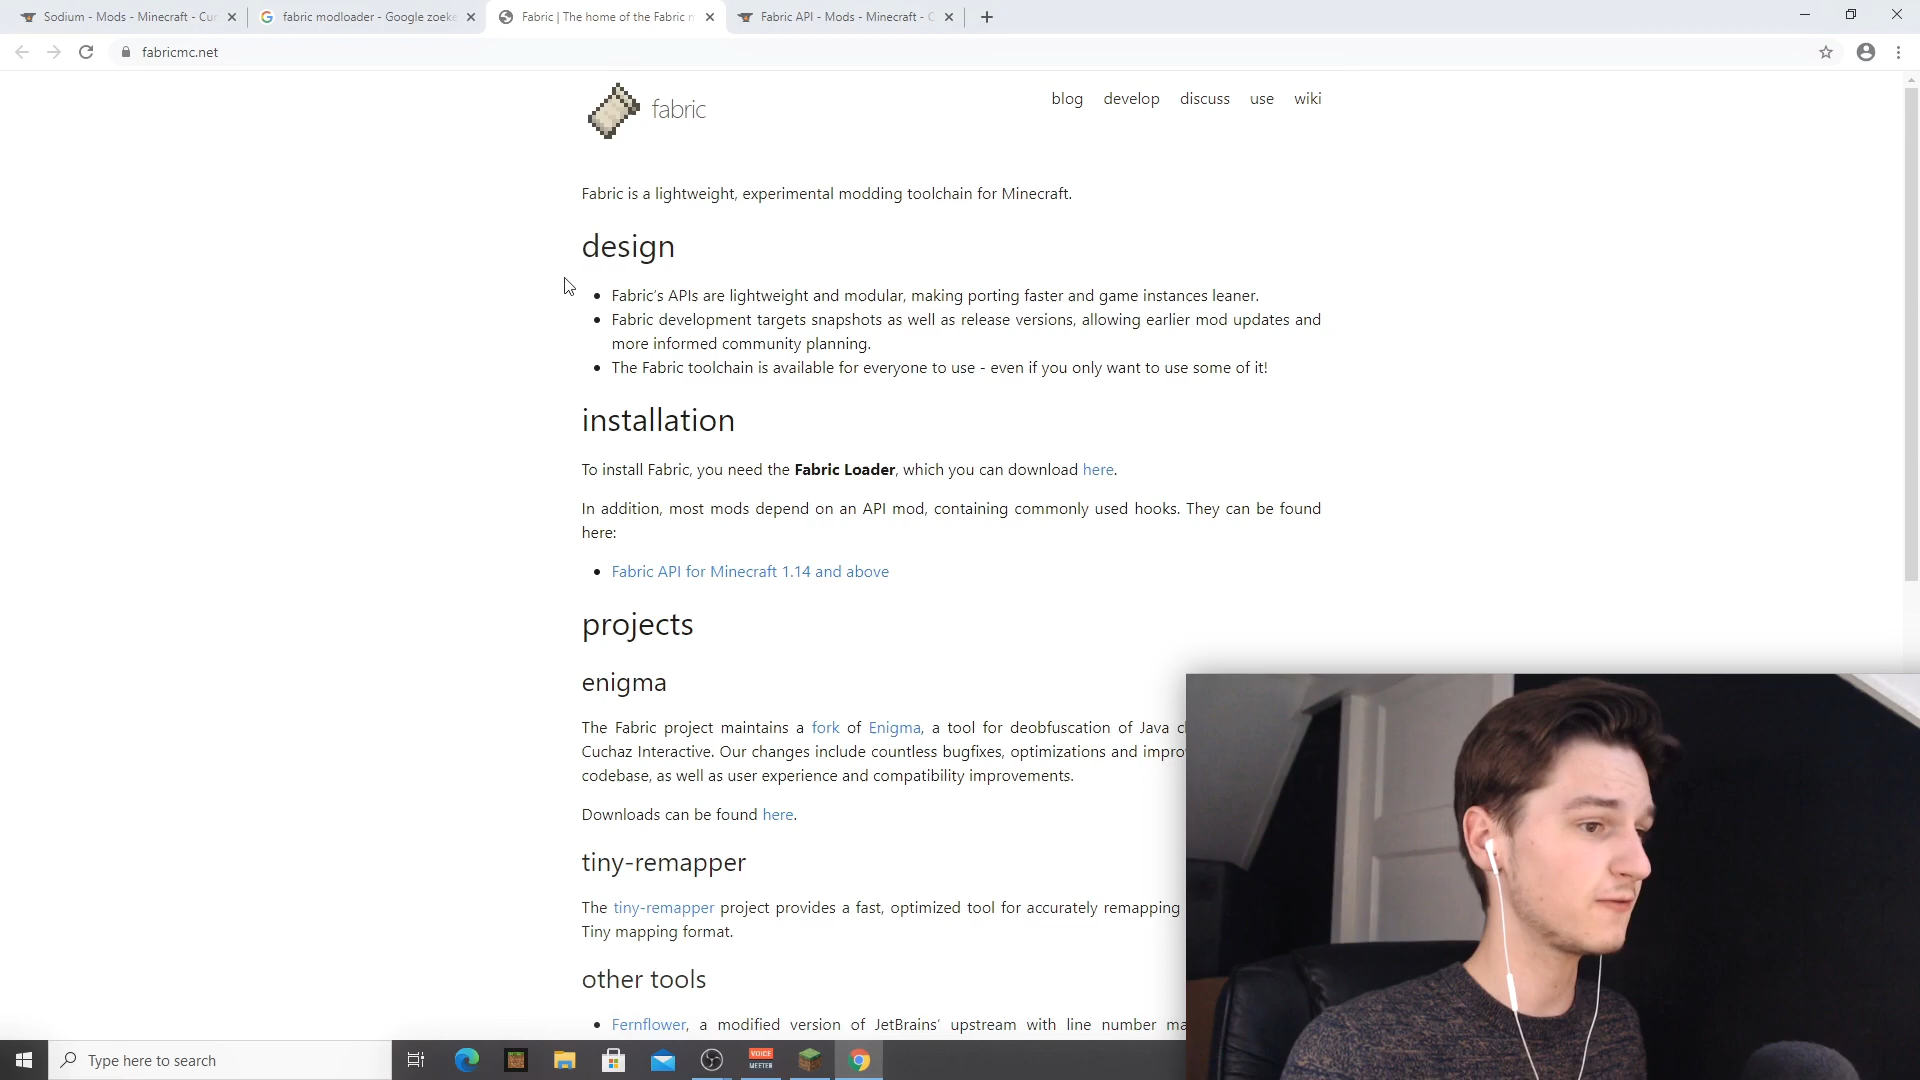 Sodium - Mods - Minecraft - Cur
fabric modloader - Google zoeke
Fabric | The home of the Fabric m
Fabric API - Mods - Minecraft - C
fabricmc.net
fabric
blog develop discuss use wiki
Fabric is a lightweight, experimental modding toolchain for Minecraft.
design
• Fabric's APIs are lightweight and modular, making porting faster and game instances leaner.
• Fabric development targets snapshots as well as release versions, allowing earlier mod updates and
more informed community planning.
• The Fabric toolchain is available for everyone to use - even if you only want to use some of it!
installation
To install Fabric, you need the Fabric Loader, which you can download here.
In addition, most mods depend on an API mod, containing commonly used hooks. They can be found
here:
• Fabric API for Minecraft 1.14 and above
projects
enigma
The Fabric project maintains a fork of Enigma, a tool for deobfuscation of Java cl
Cuchaz Interactive. Our changes include countless bugfixes, optimizations and impro
codebase, as well as user experience and compatibility improvements.
Downloads can be found here.
tiny-remapper
The tiny-remapper project provides a fast, optimized tool for accurately remapping
Tiny mapping format.
other tools
• Fernflower, a modified version of JetBrains' upstream with line number ma
Type here to search
VOICE
MEETER